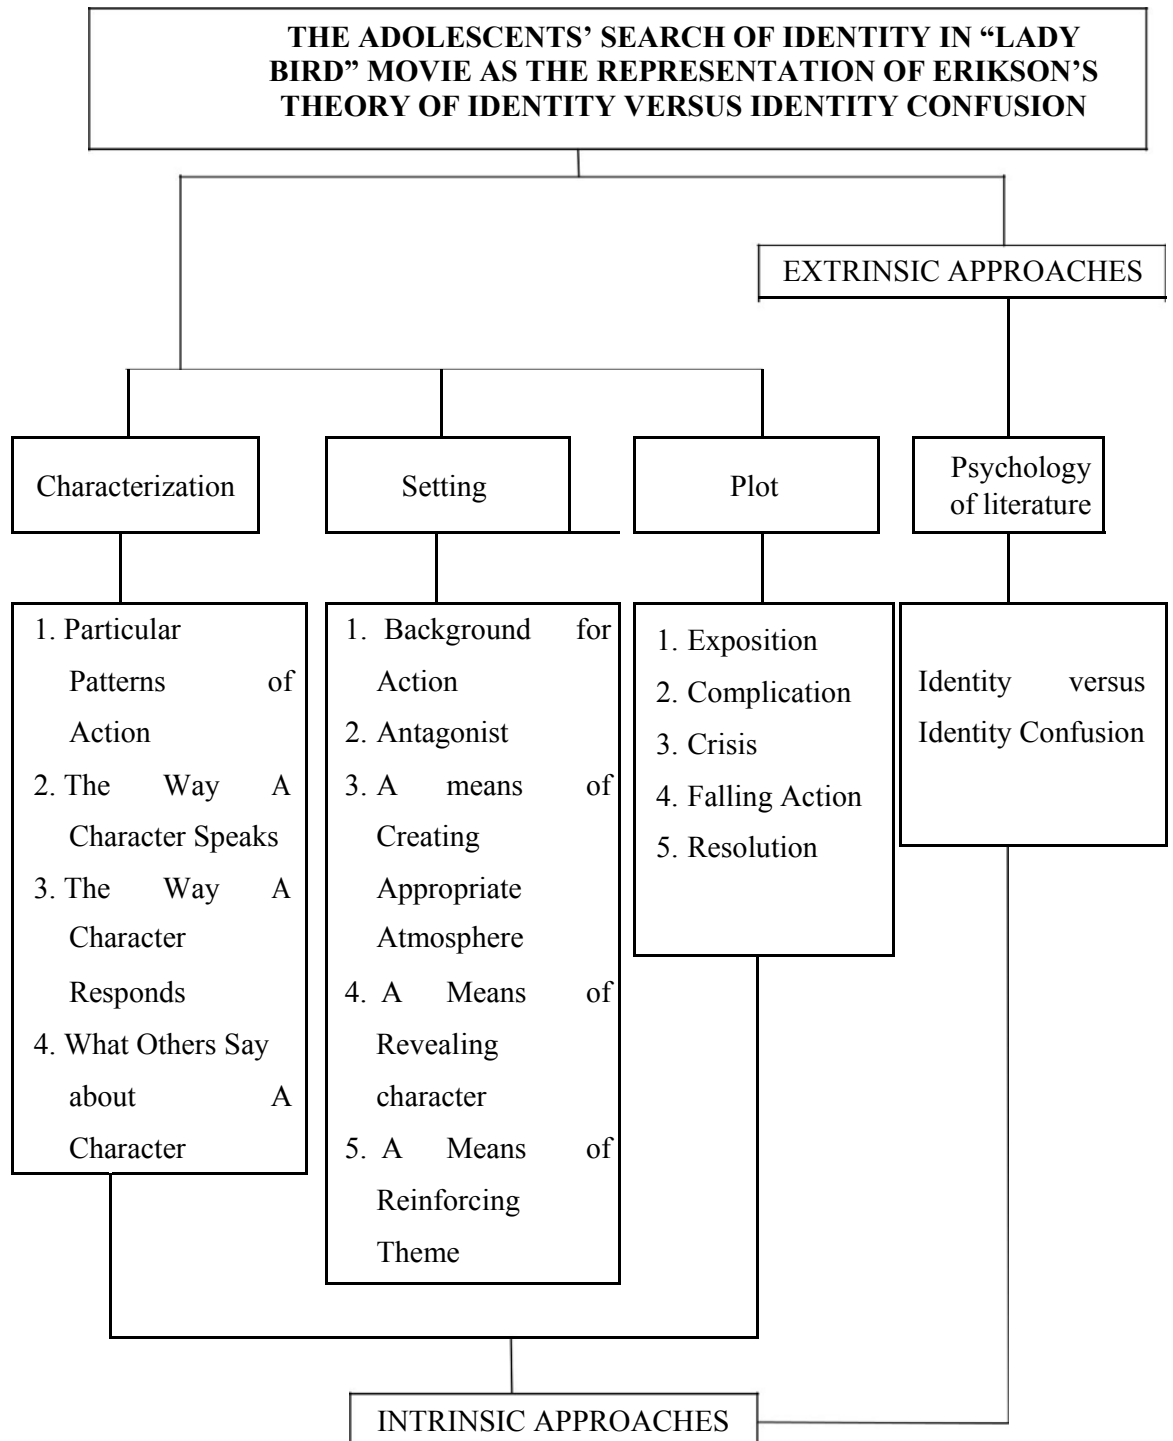 THE ADOLESCENTS’ SEARCH OF IDENTITY IN “LADY
BIRD” MOVIE AS THE REPRESENTATION OF ERIKSON’S
THEORY OF IDENTITY VERSUS IDENTITY CONFUSION
EXTRINSIC APPROACHES
Characterization
Setting
Plot
Psychology
of literature
1. Particular
Patterns of
Action
2. The Way A
Character Speaks
3. The Way A
Character
Responds
4. What Others Say
about A
Character
1. Background for
Action
2. Antagonist
3. A means of
Creating
Appropriate
Atmosphere
4. A Means of
Revealing
character
5. A Means of
Reinforcing
Theme
1. Exposition
2. Complication
3. Crisis
4. Falling Action
5. Resolution
Identity versus
Identity Confusion
INTRINSIC APPROACHES